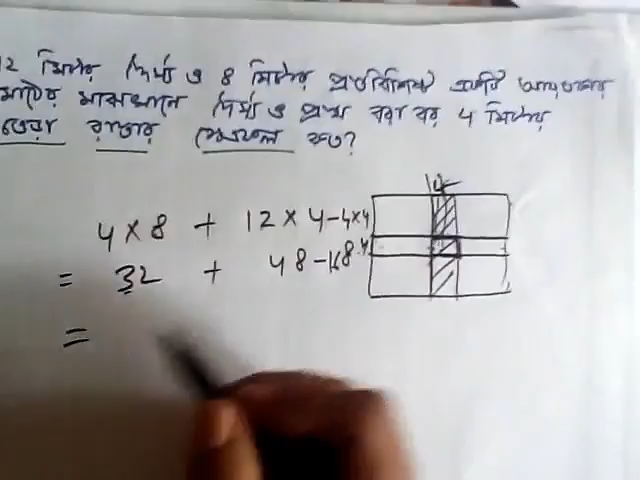 12 মিটার দৈর্ঘ্য ও 8 মিটার প্রস্থবিশিষ্ট একটি আয়তাকার
মাঠের মাঝখানে দৈর্ঘ্য ও প্রস্থ বরাবর 4 মিটার
রাস্তার ক্ষেত্রফল কত?
4 × 8 + 12 × 4 - 4 × 4
= 32 + 48 - 16
=